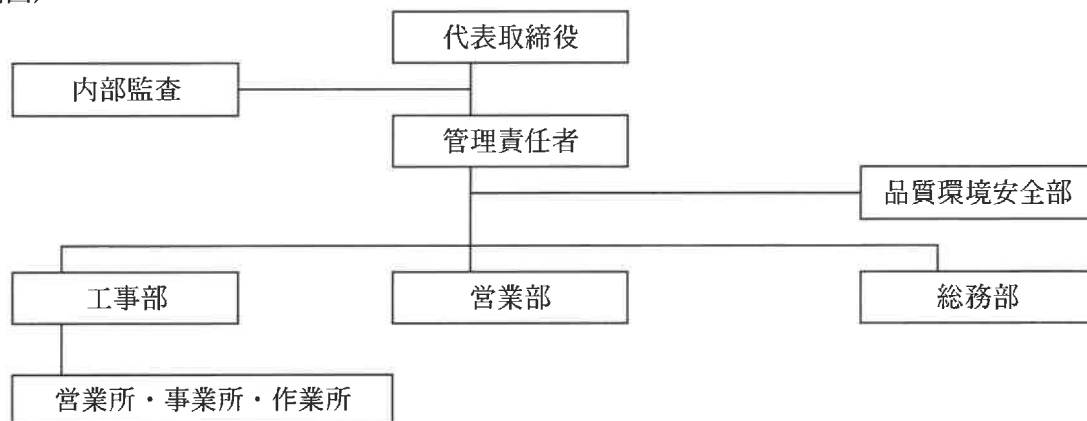 代表取締役
内部監査
管理責任者
品質環境安全部
工事部
営業部
総務部
営業所・事業所・作業所